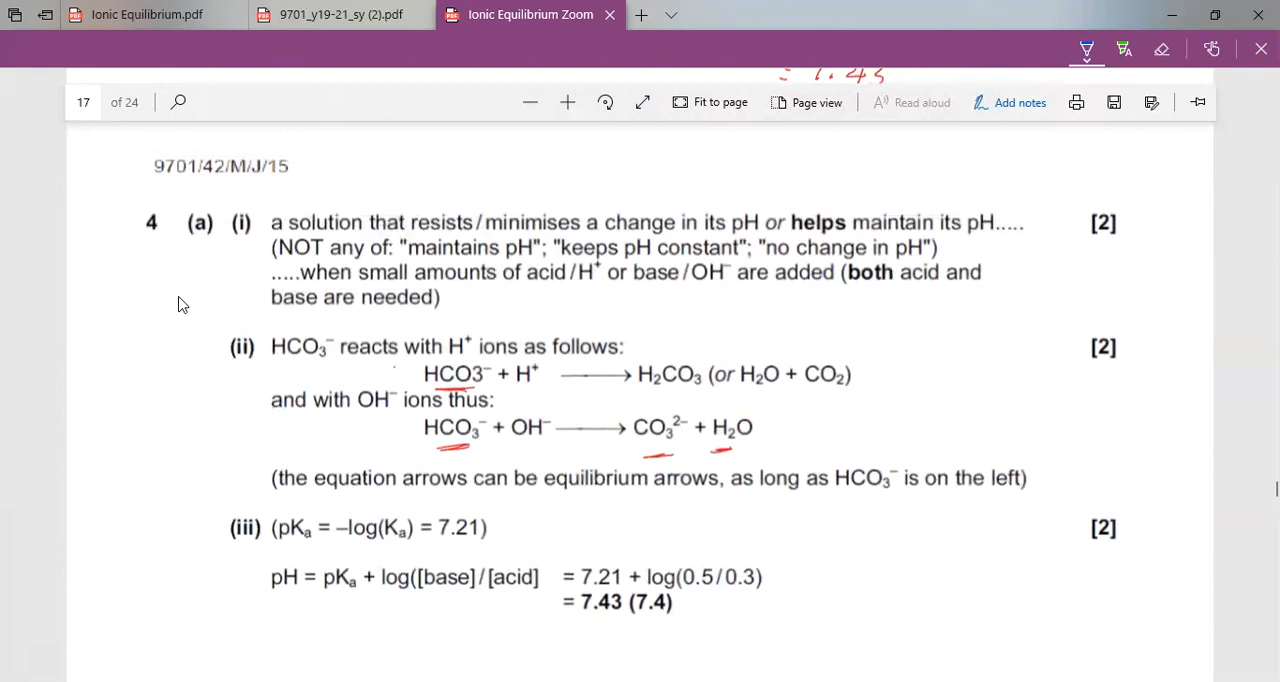 Ionic Equilibrium.pdf
9701_y19-21_sy (2).pdf
Ionic Equilibrium Zoom
= 1.45
17 of 24
Fit to page
Page view
Read aloud
Add notes
9701/42/M/J/15
4 (a) (i) a solution that resists/minimises a change in its pH or helps maintain its pH..... [2]
(NOT any of: "maintains pH"; "keeps pH constant"; "no change in pH")
.....when small amounts of acid/H⁺ or base/OH⁻ are added (both acid and
base are needed)
(ii) HCO₃⁻ reacts with H⁺ ions as follows: [2]
HCO3⁻ + H⁺ ⟶ H₂CO₃ (or H₂O + CO₂)
and with OH⁻ ions thus:
HCO₃⁻ + OH⁻ ⟶ CO₃²⁻ + H₂O
(the equation arrows can be equilibrium arrows, as long as HCO₃⁻ is on the left)
(iii) (pKₐ = –log(Kₐ) = 7.21) [2]
pH = pKₐ + log([base]/[acid] = 7.21 + log(0.5/0.3)
= 7.43 (7.4)